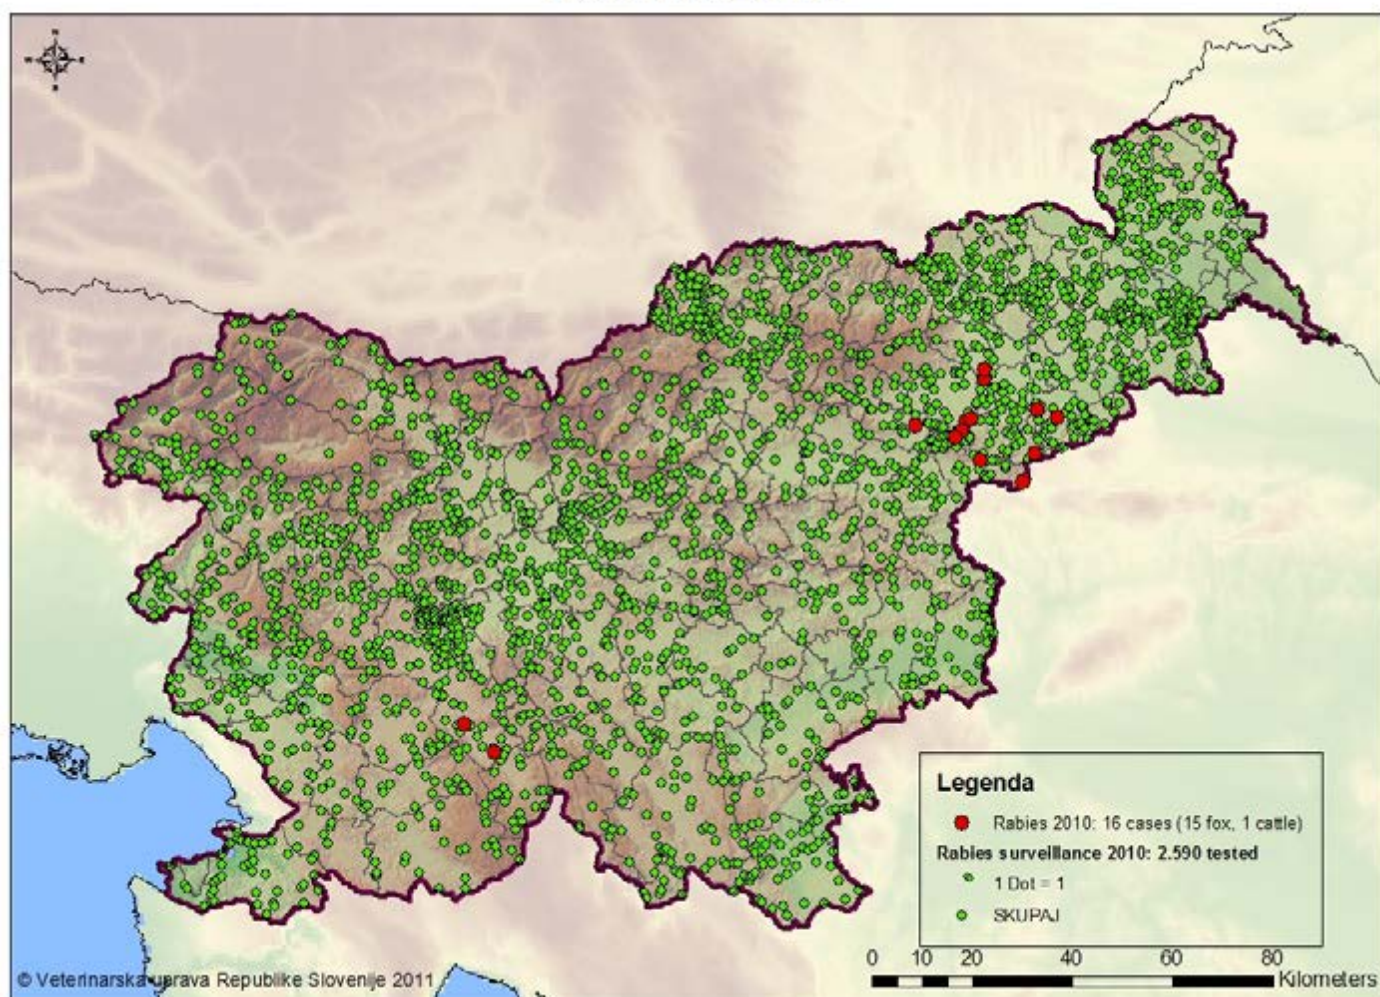 N
W E
S
Legenda
Rabies 2010: 16 cases (15 fox, 1 cattle)
Rabies surveillance 2010: 2.590 tested
1 Dot = 1
SKUPAJ
0 10 20 40 60 80
Kilometers
© Veterinarska uprava Republike Slovenije 2011